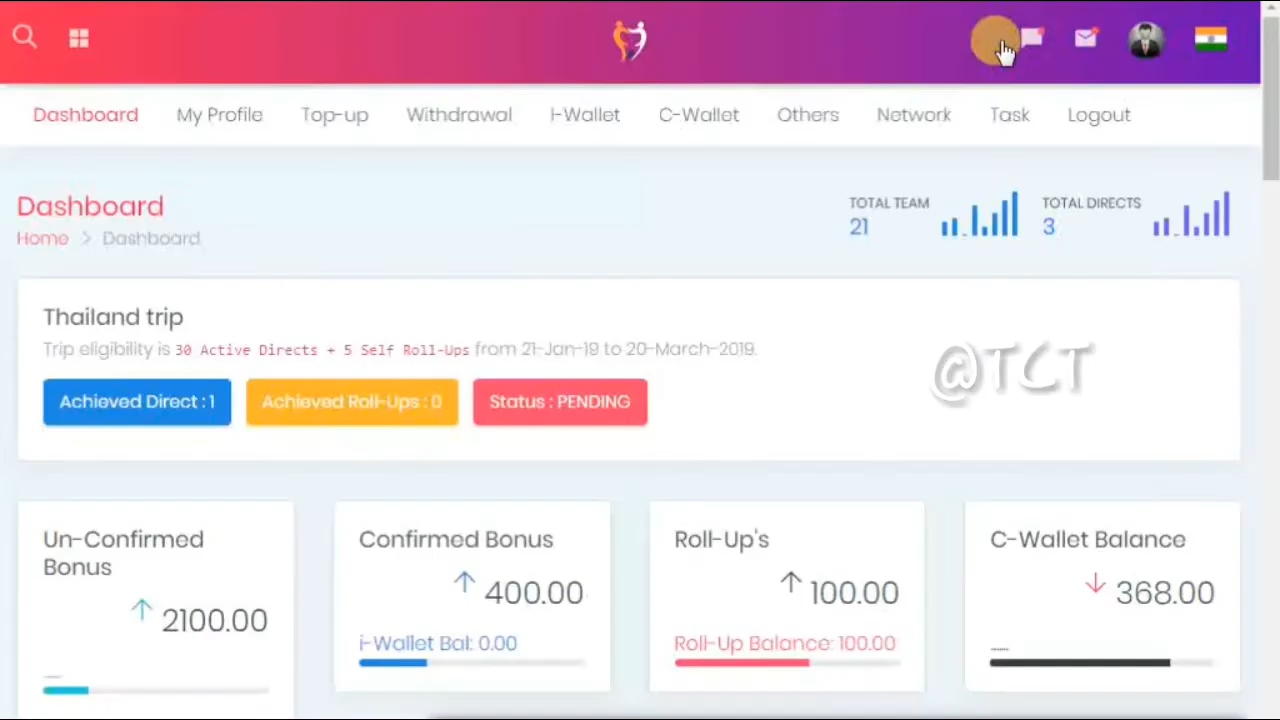 Dashboard My Profile Top-up Withdrawal I-Wallet C-Wallet Others Network Task Logout
Dashboard
Home > Dashboard
TOTAL TEAM
21
TOTAL DIRECTS
3
Thailand trip
Trip eligibility is 30 Active Directs + 5 Self Roll-Ups from 21-Jan-19 to 20-March-2019.
Achieved Direct : 1 Achieved Roll-Ups : 0 Status : PENDING
@TCT
Un-Confirmed
Bonus
2100.00
Confirmed Bonus
400.00
i-Wallet Bal: 0.00
Roll-Up's
100.00
Roll-Up Balance: 100.00
C-Wallet Balance
368.00